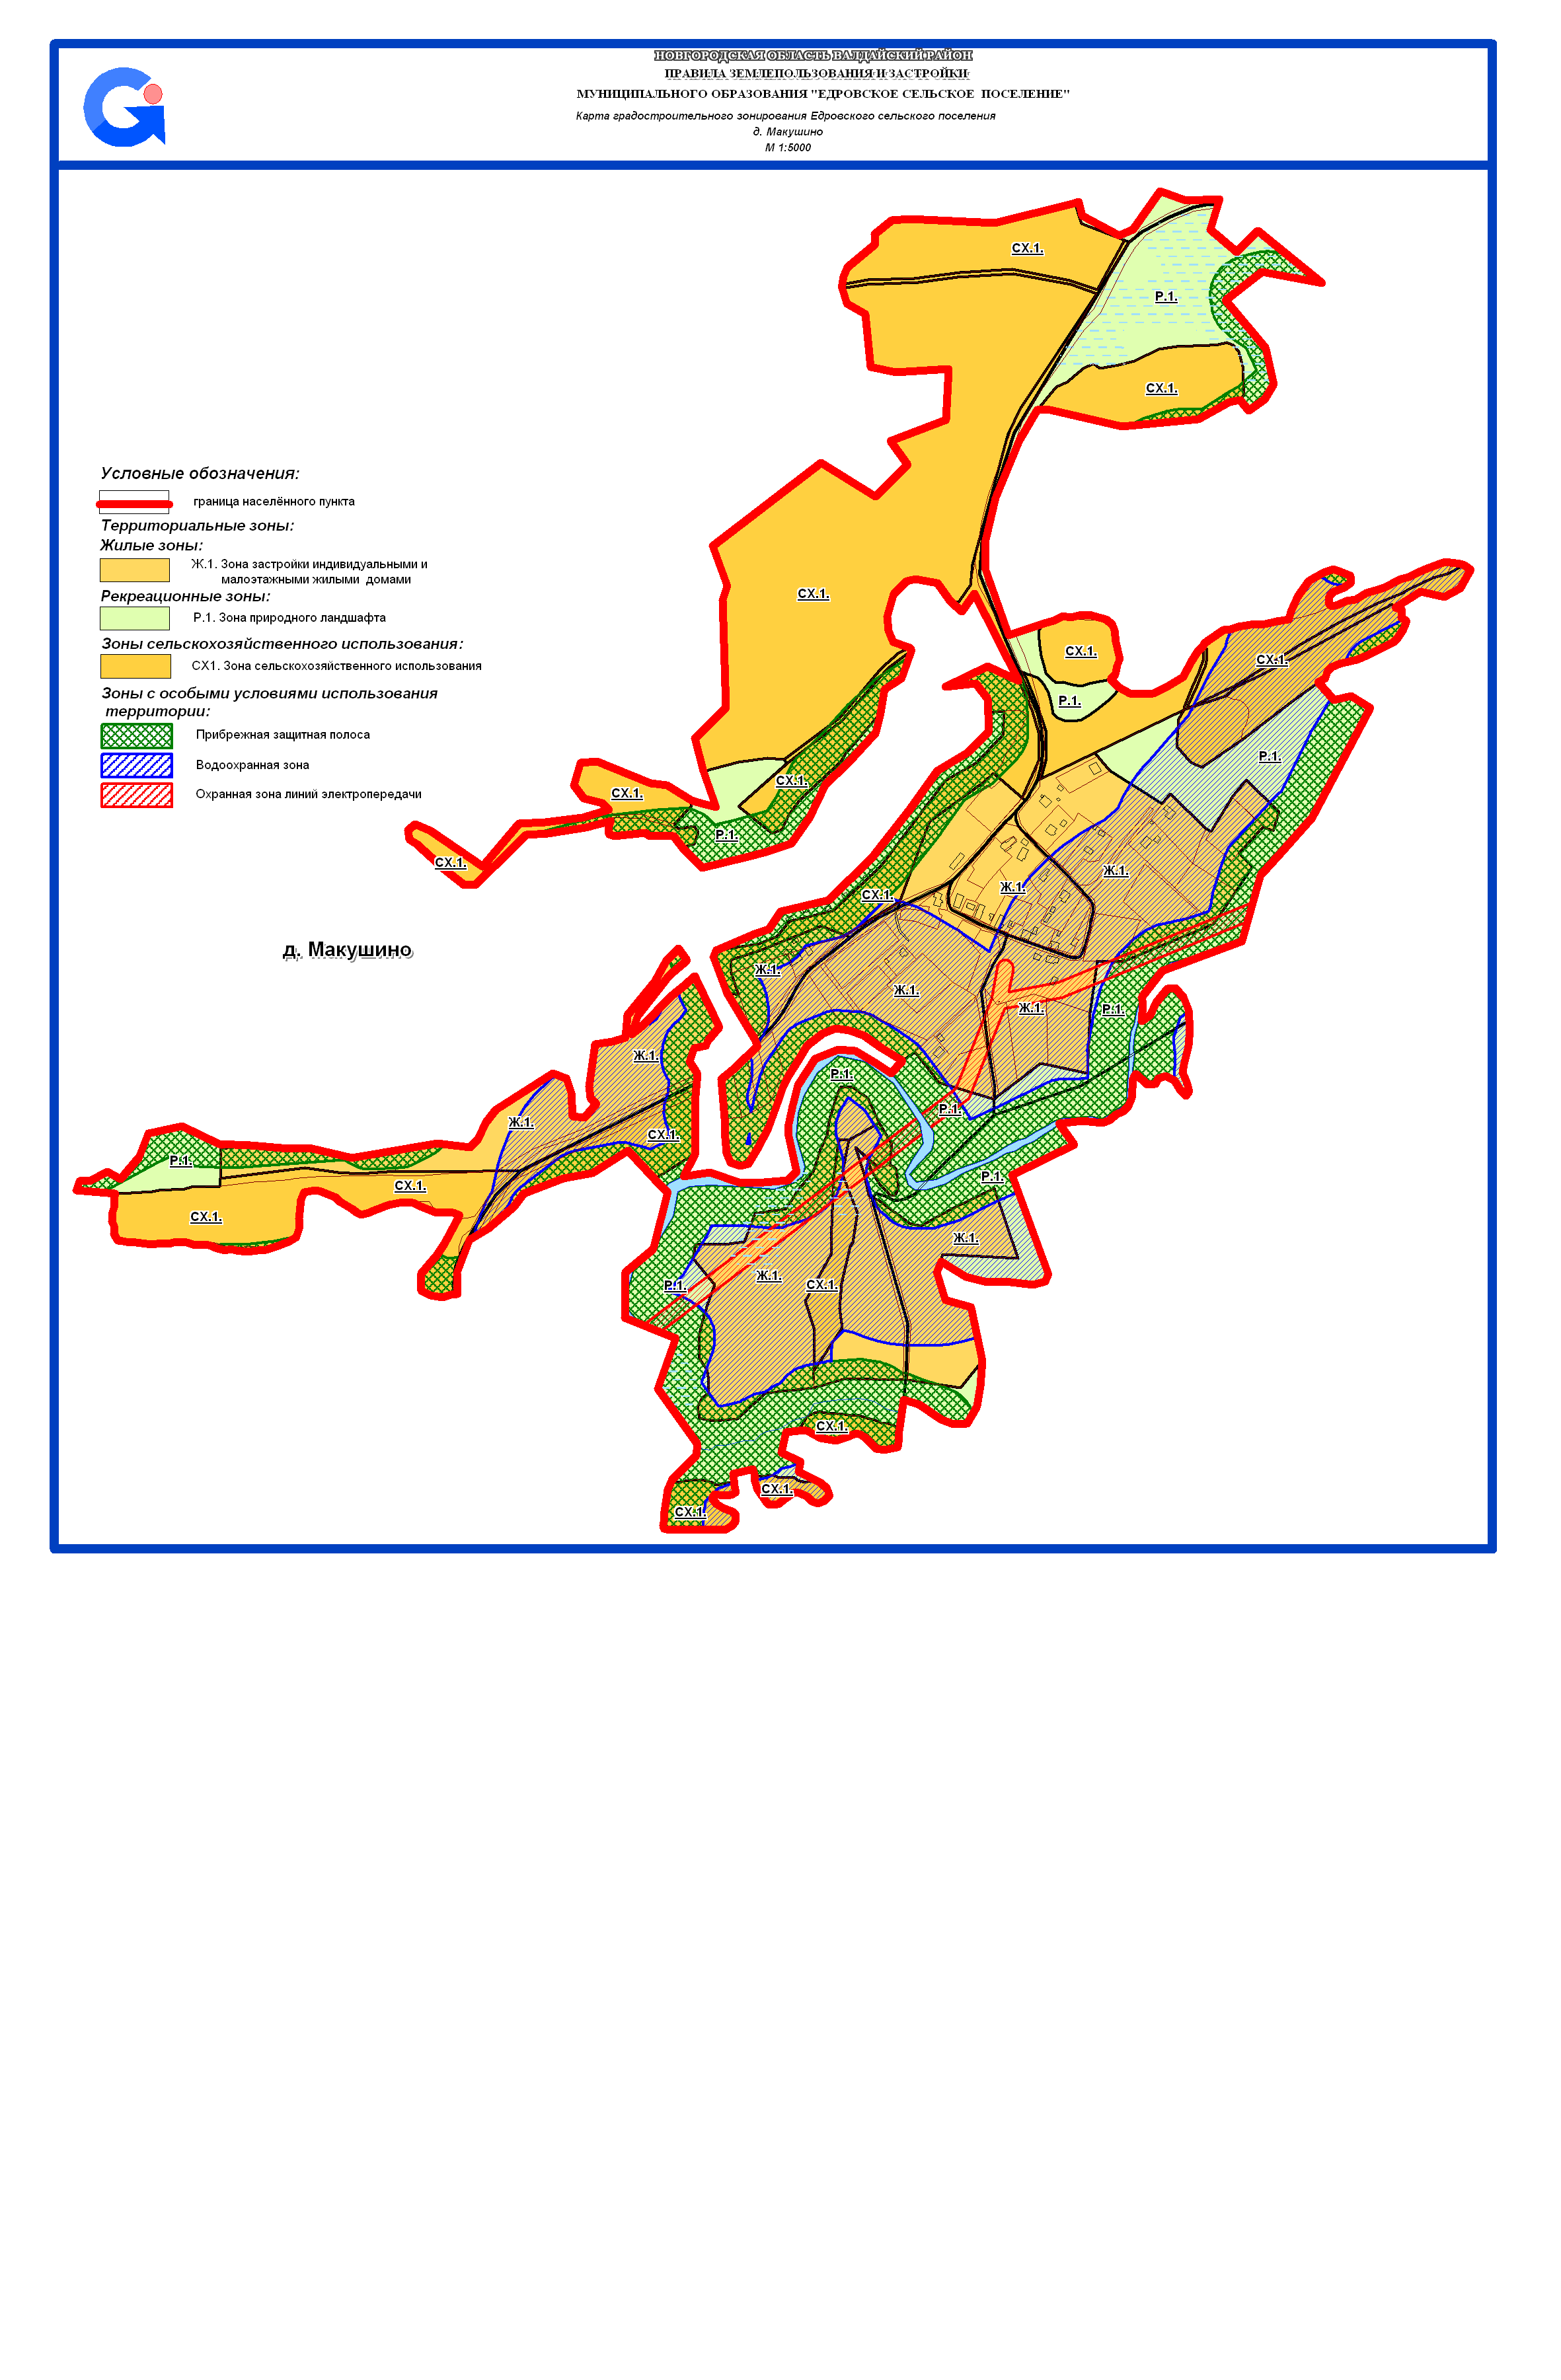 НОВГОРОДСКАЯ ОБЛАСТЬ ВАЛДАЙСКИЙ РАЙОН
ПРАВИЛА ЗЕМЛЕПОЛЬЗОВАНИЯ И ЗАСТРОЙКИ
МУНИЦИПАЛЬНОГО ОБРАЗОВАНИЯ "ЕДРОВСКОЕ СЕЛЬСКОЕ ПОСЕЛЕНИЕ"
Карта градостроительного зонирования Едровского сельского поселения
д. Макушино
М 1:5000
СХ.1.
Р.1.
СХ.1.
Условные обозначения:
граница населённого пункта
Территориальные зоны:
Жилые зоны:
Ж.1. Зона застройки индивидуальными и
малоэтажными жилыми домами
Рекреационные зоны:
Р.1. Зона природного ландшафта
Зоны сельскохозяйственного использования:
СХ1. Зона сельскохозяйственного использования
Зоны с особыми условиями использования
территории:
Прибрежная защитная полоса
Водоохранная зона
Охранная зона линий электропередачи
СХ.1.
СХ.1.
СХ.1.
Р.1.
Р.1.
СХ.1.
СХ.1.
Р.1.
СХ.1.
Ж.1.
Ж.1.
СХ.1.
д. Макушино
Ж.1.
Ж.1.
Ж.1.
Р.1.
Ж.1.
Р.1.
Р.1.
Ж.1.
СХ.1.
Р.1.
Р.1.
СХ.1.
СХ.1.
Ж.1.
Ж.1.
Р.1.
СХ.1.
СХ.1.
СХ.1.
СХ.1.